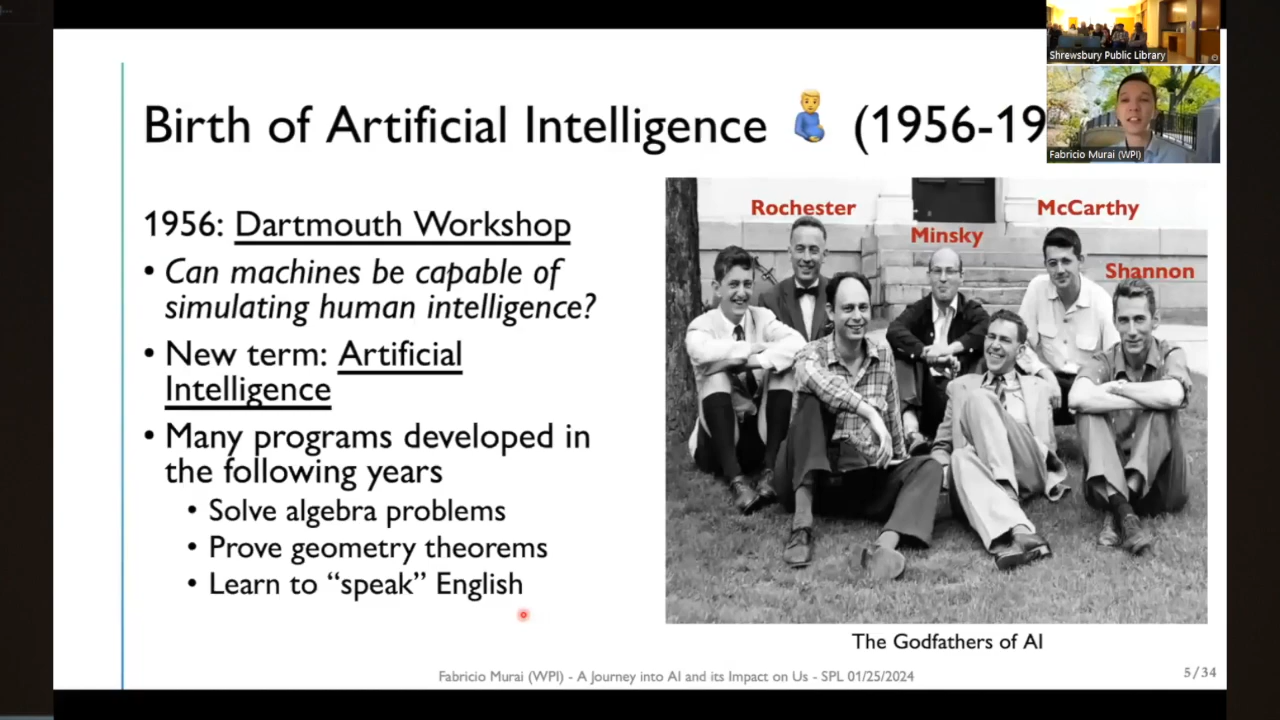 Shrewsbury Public Library
Fabricio Murai (WPI)
Birth of Artificial Intelligence 🫃 (1956-19
1956: Dartmouth Workshop
• Can machines be capable of
simulating human intelligence?
• New term: Artificial
Intelligence
• Many programs developed in
the following years
• Solve algebra problems
• Prove geometry theorems
• Learn to “speak” English
Rochester
McCarthy
Minsky
Shannon
The Godfathers of AI
Fabricio Murai (WPI) - A Journey into AI and its Impact on Us - SPL 01/25/2024
5/34